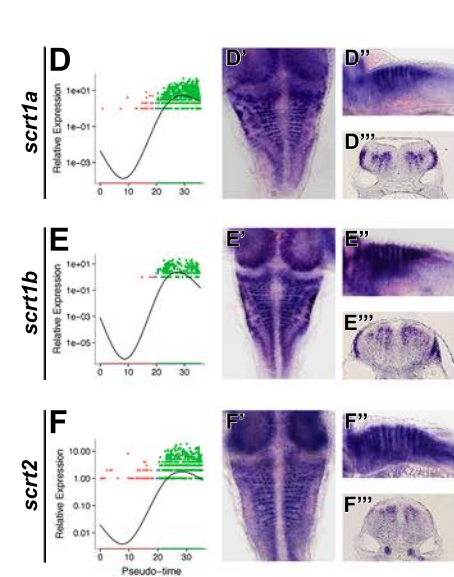 D
scrt1a
Relative Expression
1e+01
1e−01
1e−03
0 10 20 30
D'
D''
D'''
E
scrt1b
Relative Expression
1e+01
1e−01
1e−03
1e−05
0 10 20 30
E'
E''
E'''
F
scrt2
Relative Expression
10.00
1.00
0.10
0.01
0 10 20 30
Pseudo−time
F'
F''
F'''